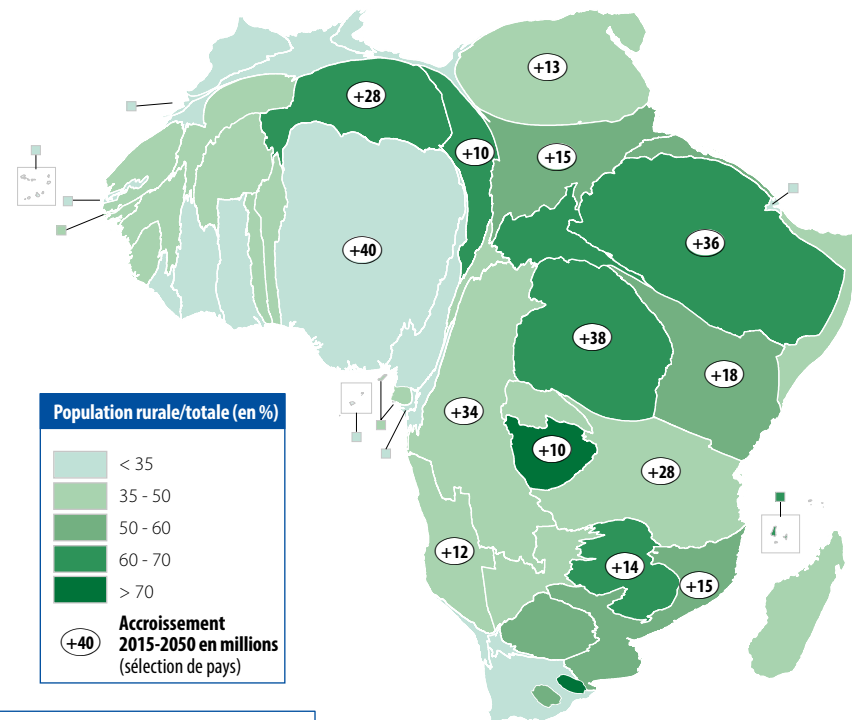 +13
+28
+10
+15
+40
+36
+38
+18
+34
+10
+28
+12
+14
+15
Population rurale/totale (en %)
< 35
35 - 50
50 - 60
60 - 70
> 70
+40
Accroissement
2015-2050 en millions
(sélection de pays)